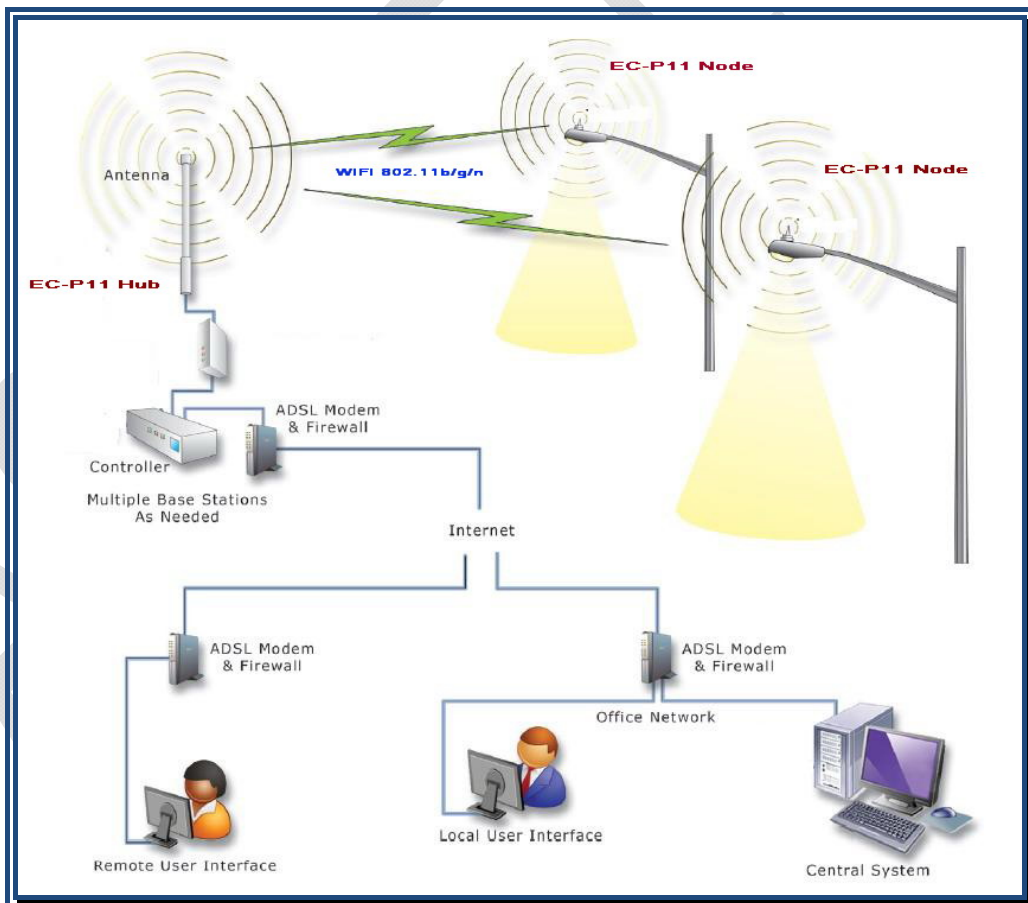 EC-P11 Node
Antenna
WIFI 802.11b/g/n
EC-P11 Node
EC-P11 Hub
ADSL Modem
& Firewall
Controller
Multiple Base Stations
As Needed
Internet
ADSL Modem
& Firewall
ADSL Modem
& Firewall
Office Network
Remote User Interface
Local User Interface
Central System